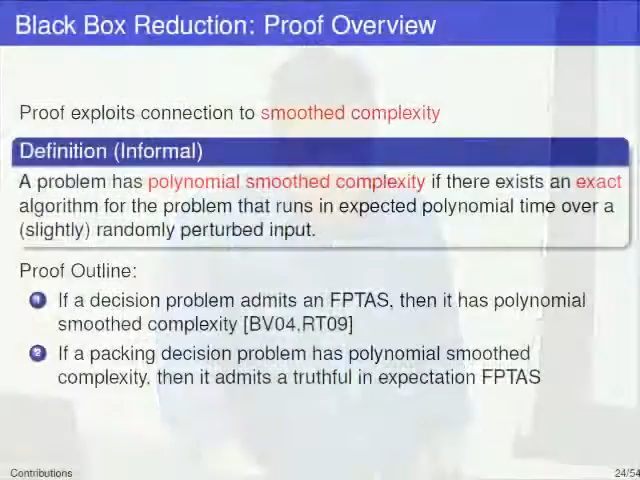 Black Box Reduction: Proof Overview
Proof exploits connection to smoothed complexity
Definition (Informal)
A problem has polynomial smoothed complexity if there exists an exact
algorithm for the problem that runs in expected polynomial time over a
(slightly) randomly perturbed input.
Proof Outline:
1 If a decision problem admits an FPTAS, then it has polynomial
smoothed complexity [BV04,RT09]
2 If a packing decision problem has polynomial smoothed
complexity, then it admits a truthful in expectation FPTAS
Contributions
24/54